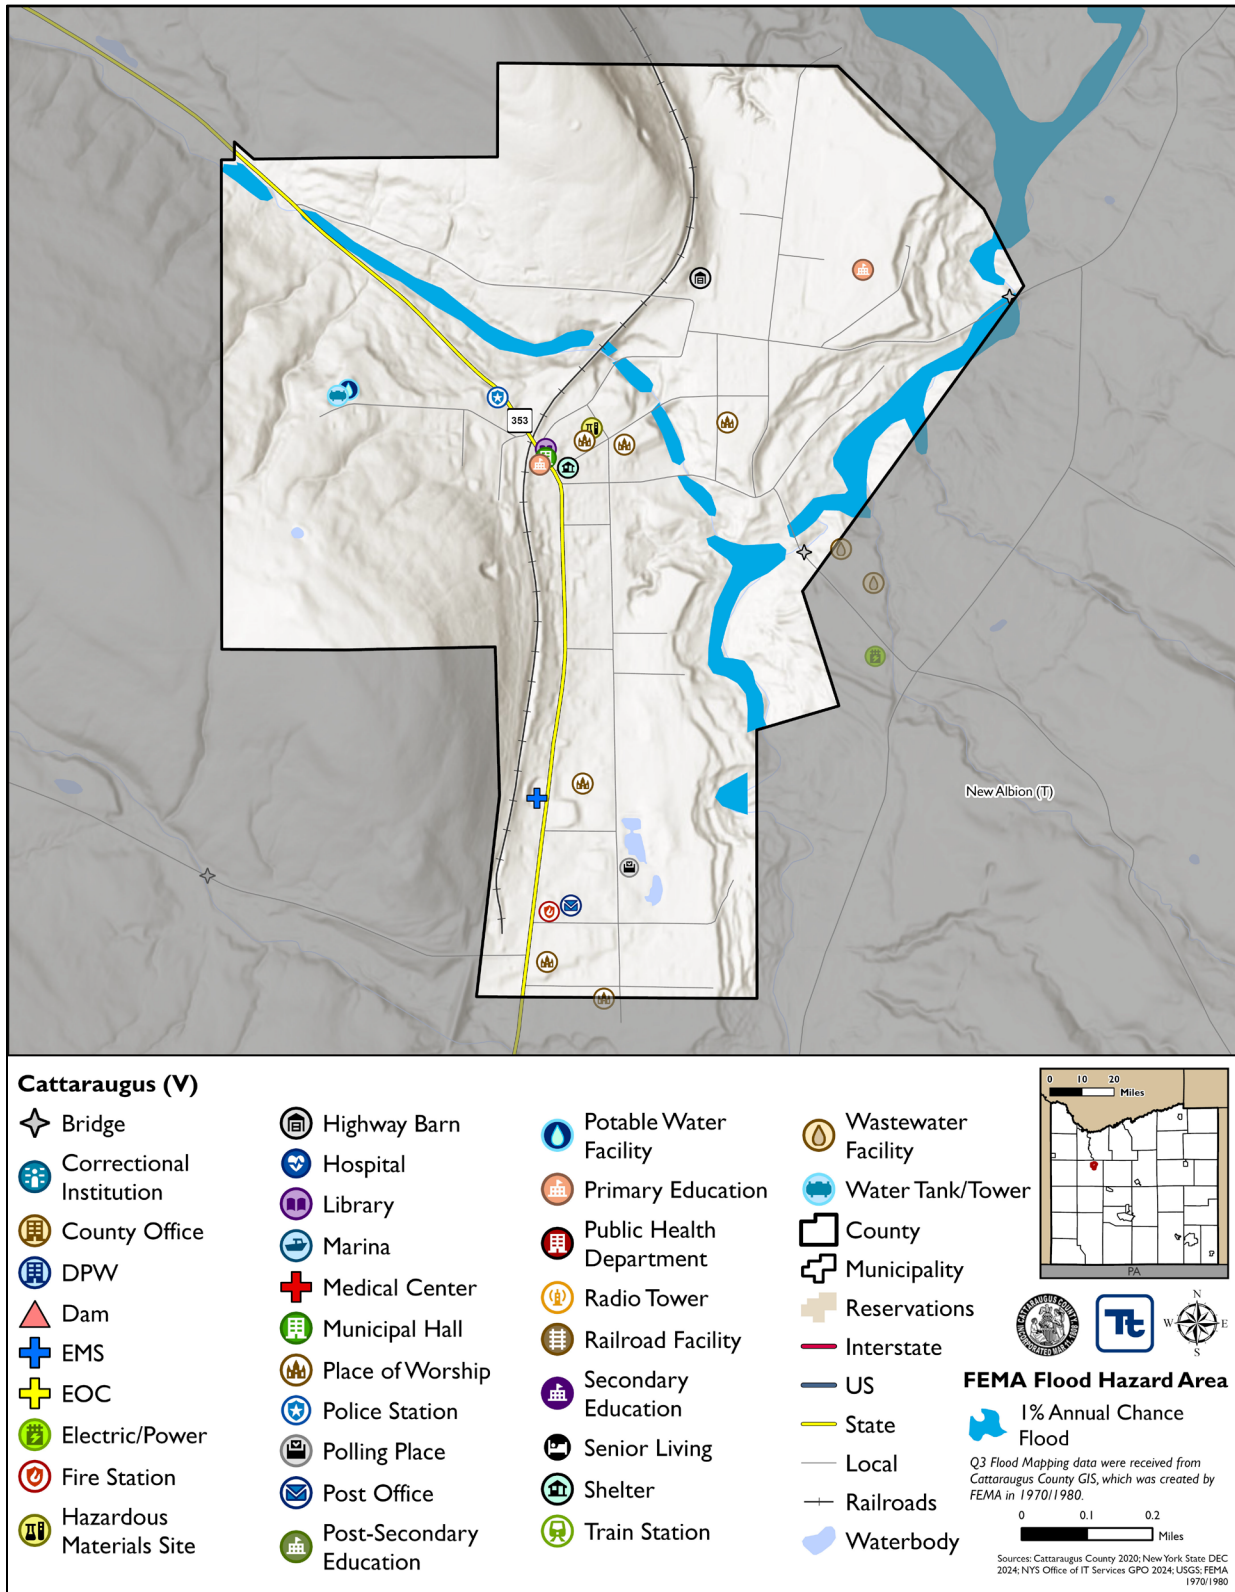 353
New Albion (T)
Cattaraugus (V)
Bridge
Correctional
Institution
County Office
DPW
Dam
EMS
EOC
Electric/Power
Fire Station
Hazardous
Materials Site
Highway Barn
Hospital
Library
Marina
Medical Center
Municipal Hall
Place of Worship
Police Station
Polling Place
Post Office
Post-Secondary
Education
Potable Water
Facility
Primary Education
Public Health
Department
Radio Tower
Railroad Facility
Secondary
Education
Senior Living
Shelter
Train Station
Wastewater
Facility
Water Tank/Tower
County
Municipality
Reservations
Interstate
US
State
Local
Railroads
Waterbody
0 10 20
Miles
PA
Tt
N
W E
S
FEMA Flood Hazard Area
1% Annual Chance
Flood
Q3 Flood Mapping data were received from
Cattaraugus County GIS, which was created by
FEMA in 1970/1980.
0 0.1 0.2
Miles
Sources: Cattaraugus County 2020; New York State DEC
2024; NYS Office of IT Services GPO 2024; USGS; FEMA
1970/1980